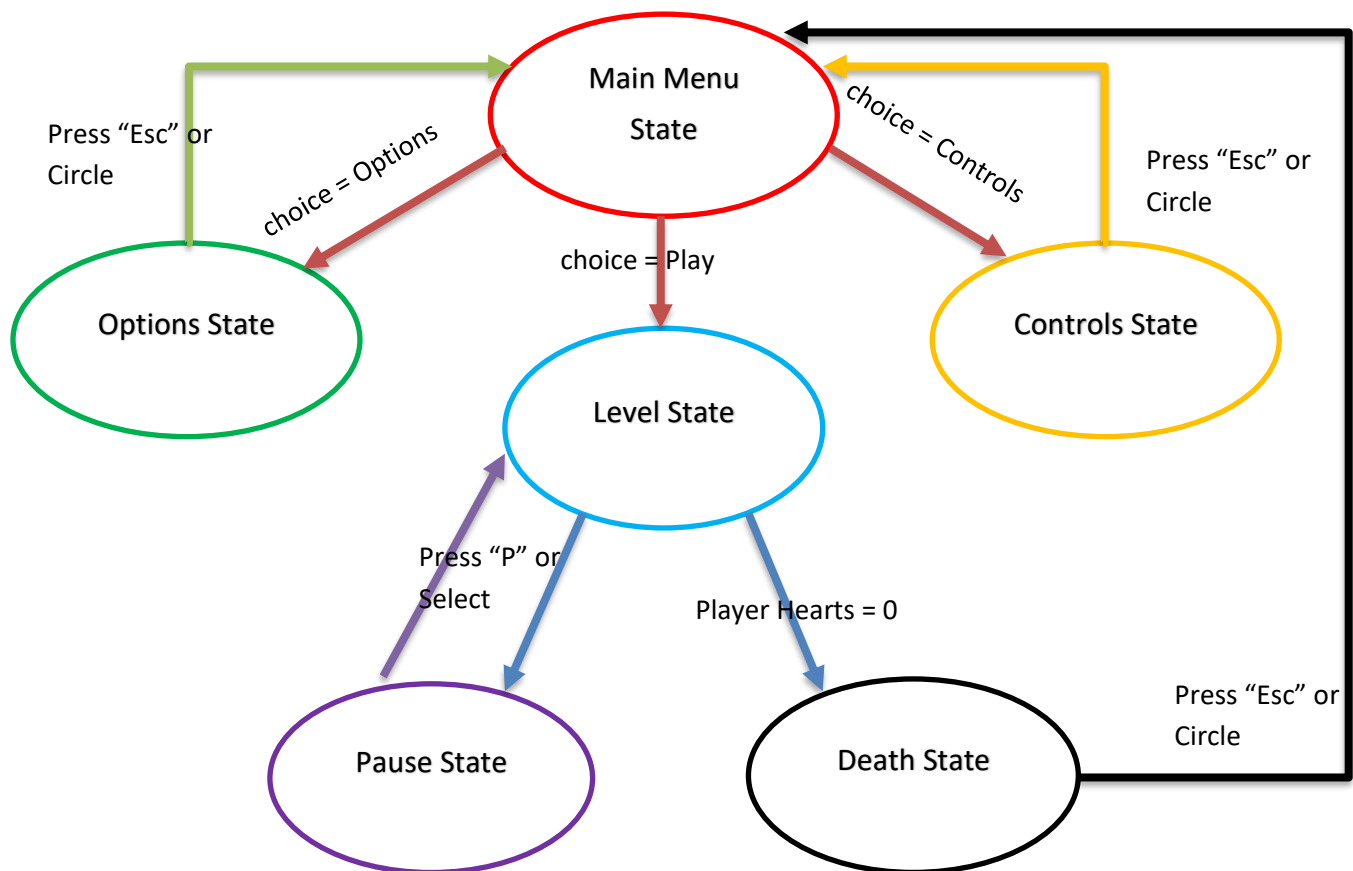 Main Menu
State
Press “Esc” or
Circle
choice = Options
choice = Controls
Press “Esc” or
Circle
choice = Play
Options State
Controls State
Level State
Press “P” or
Select
Player Hearts = 0
Press “Esc” or
Circle
Pause State
Death State